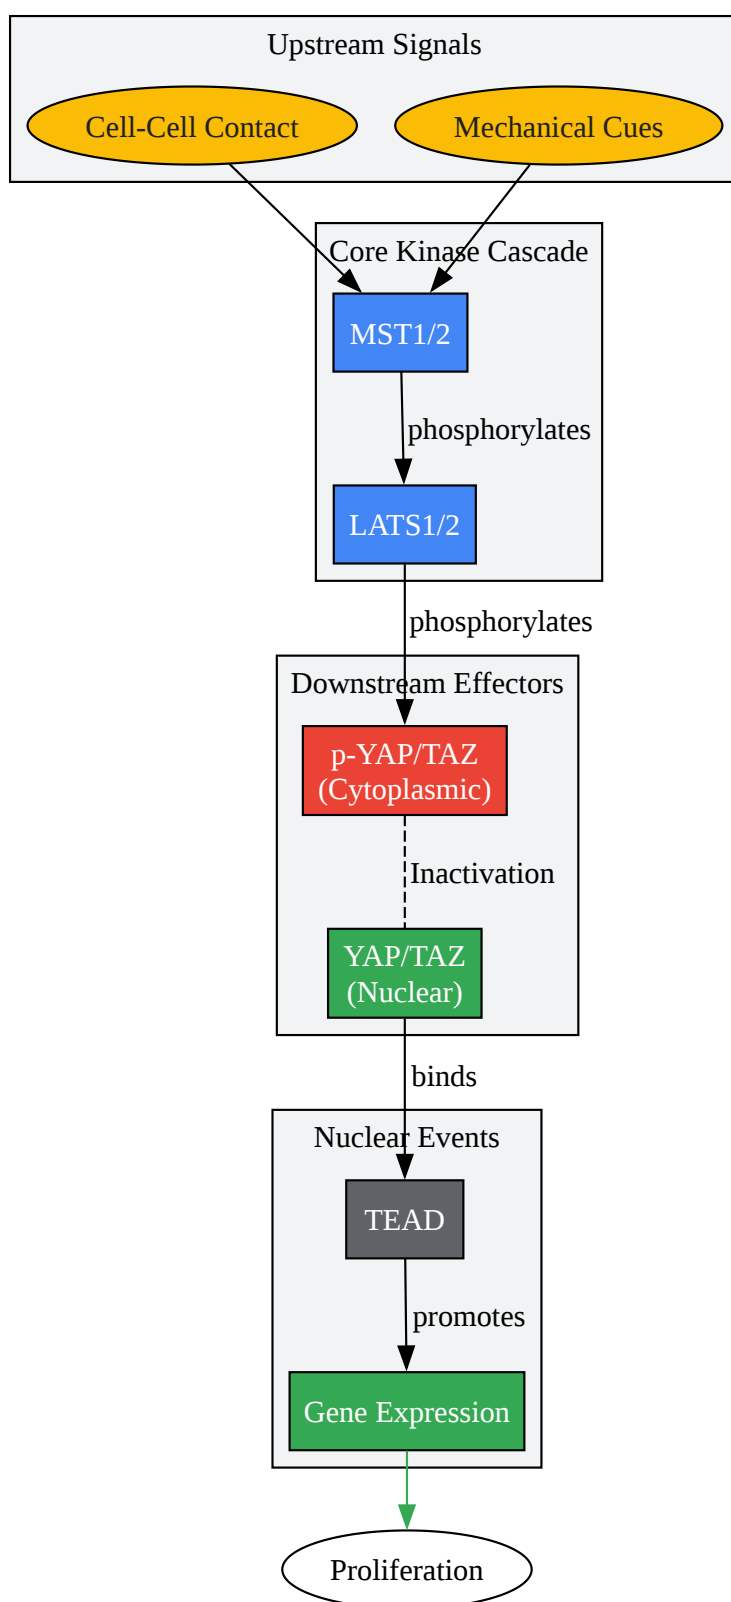 Upstream Signals
Cell-Cell Contact
Mechanical Cues
Core Kinase Cascade
MST1/2
phosphorylates
LATS1/2
phosphorylates
Downstream Effectors
p-YAP/TAZ
(Cytoplasmic)
Inactivation
YAP/TAZ
(Nuclear)
binds
Nuclear Events
TEAD
promotes
Gene Expression
Proliferation